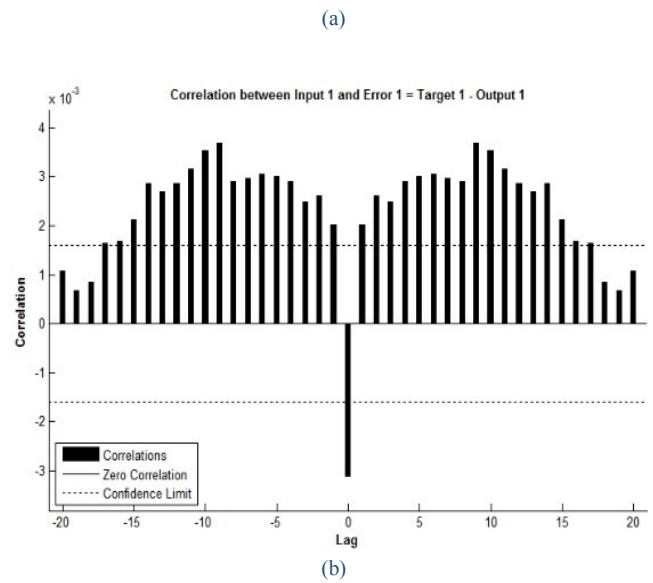 (a)
x 10⁻³
Correlation between Input 1 and Error 1 = Target 1 - Output 1
4
3
2
1
0
-1
-2
-3
Correlation
Correlations
Zero Correlation
Confidence Limit
-20 -15 -10 -5 0 5 10 15 20
Lag
(b)